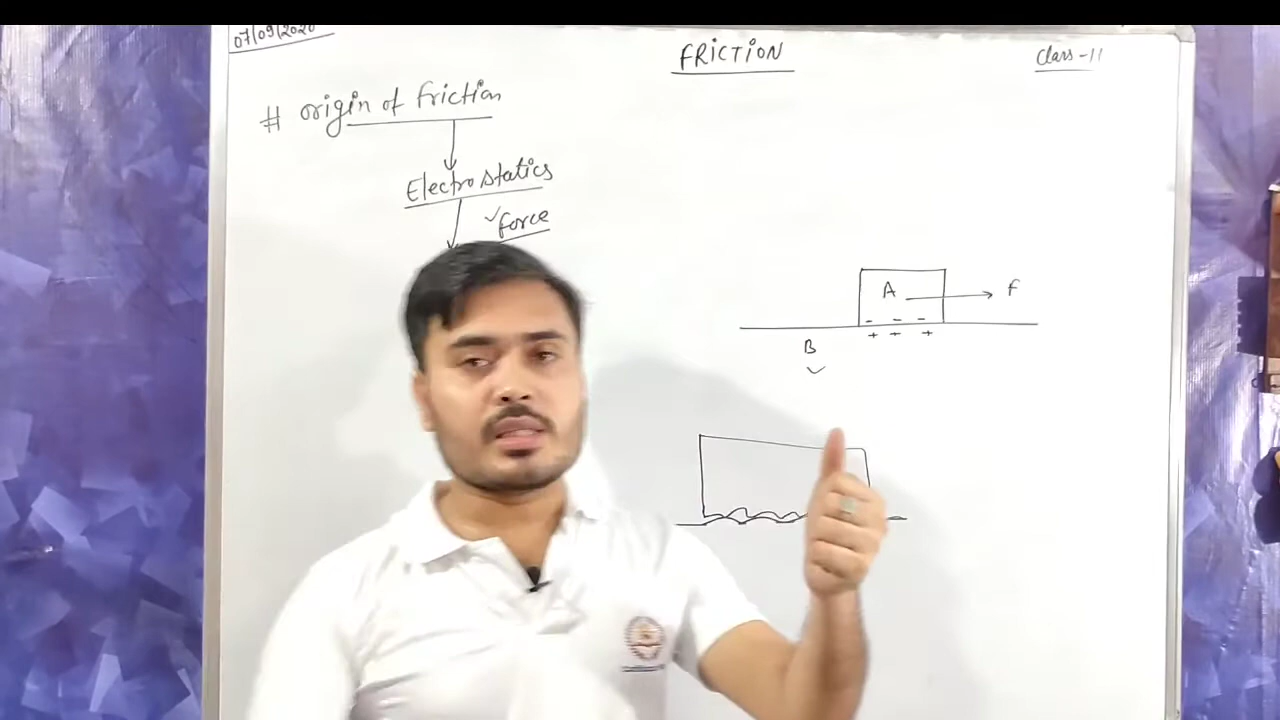 07/09/2020
FRICTION
Class-11
# origin of friction
Electrostatics
force
A
F
- - -
+ + +
B